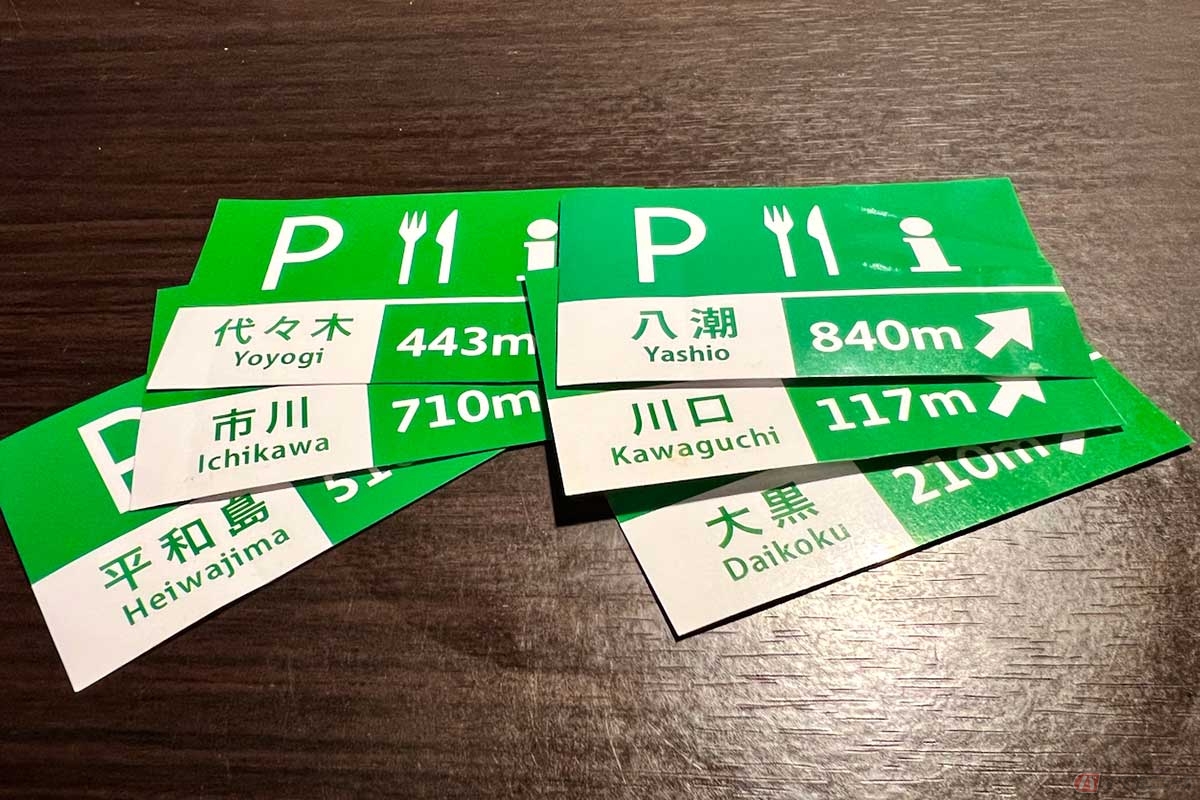 P
代々木
Yoyogi
443m
市川
Ichikawa
710m
平和島
Heiwajima
P i
八潮
Yashio
840m
川口
Kawaguchi
117m
大黒
Daikoku
210m